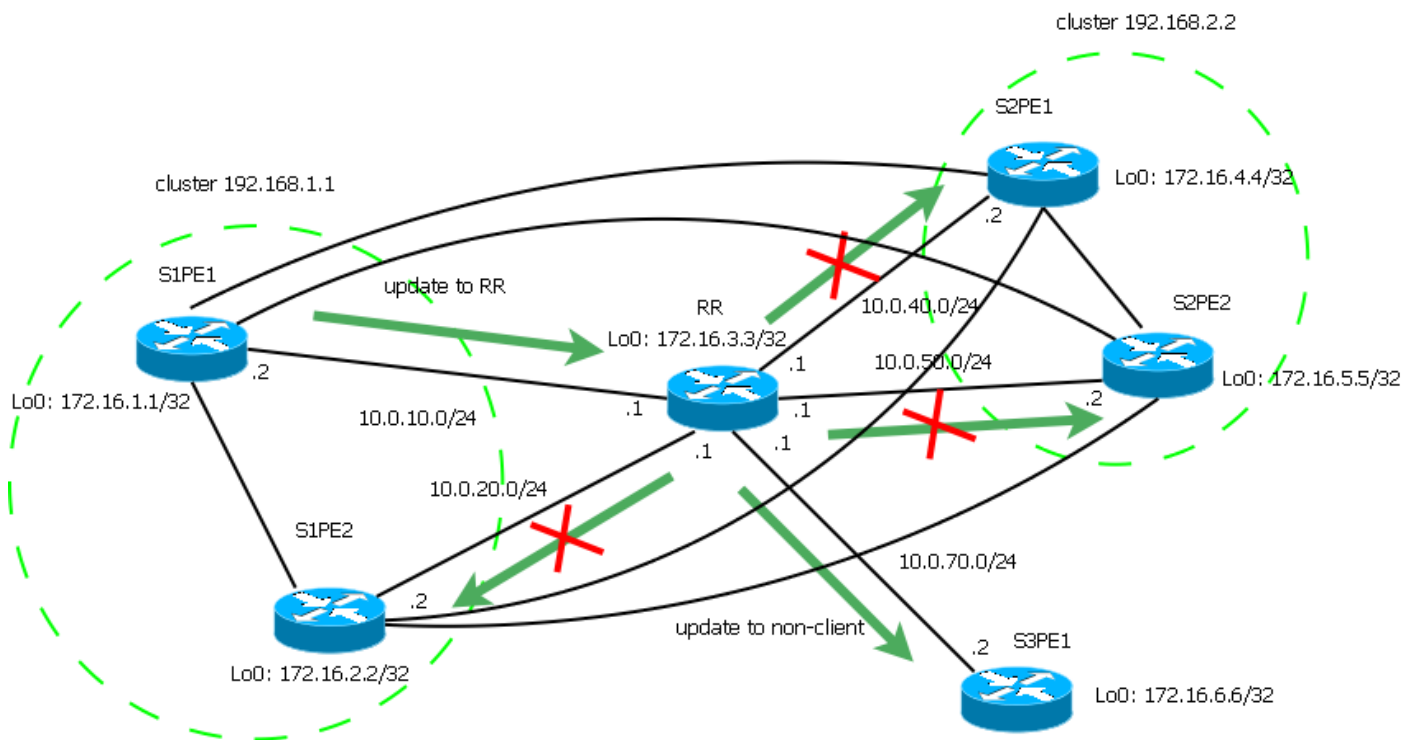 cluster 192.168.2.2
S2PE1
Lo0: 172.16.4.4/32
cluster 192.168.1.1
.2
S1PE1
update to RR
RR
10.0.40.0/24
S2PE2
Lo0: 172.16.3.3/32
.1
10.0.50.0/24
.2
Lo0: 172.16.5.5/32
Lo0: 172.16.1.1/32
10.0.10.0/24
.1
.1
.2
.1
.1
10.0.20.0/24
S1PE2
10.0.70.0/24
.2
update to non-client
.2
S3PE1
Lo0: 172.16.2.2/32
Lo0: 172.16.6.6/32